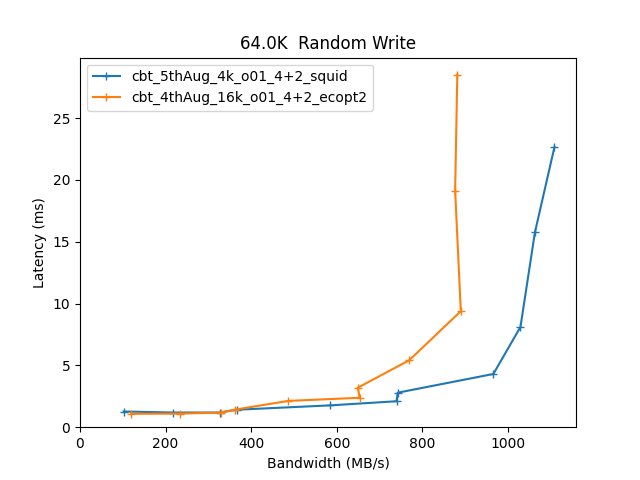 64.0K  Random Write
cbt_5thAug_4k_o01_4+2_squid
cbt_4thAug_16k_o01_4+2_ecopt2
25
20
15
10
5
0
Latency (ms)
0 200 400 600 800 1000
Bandwidth (MB/s)